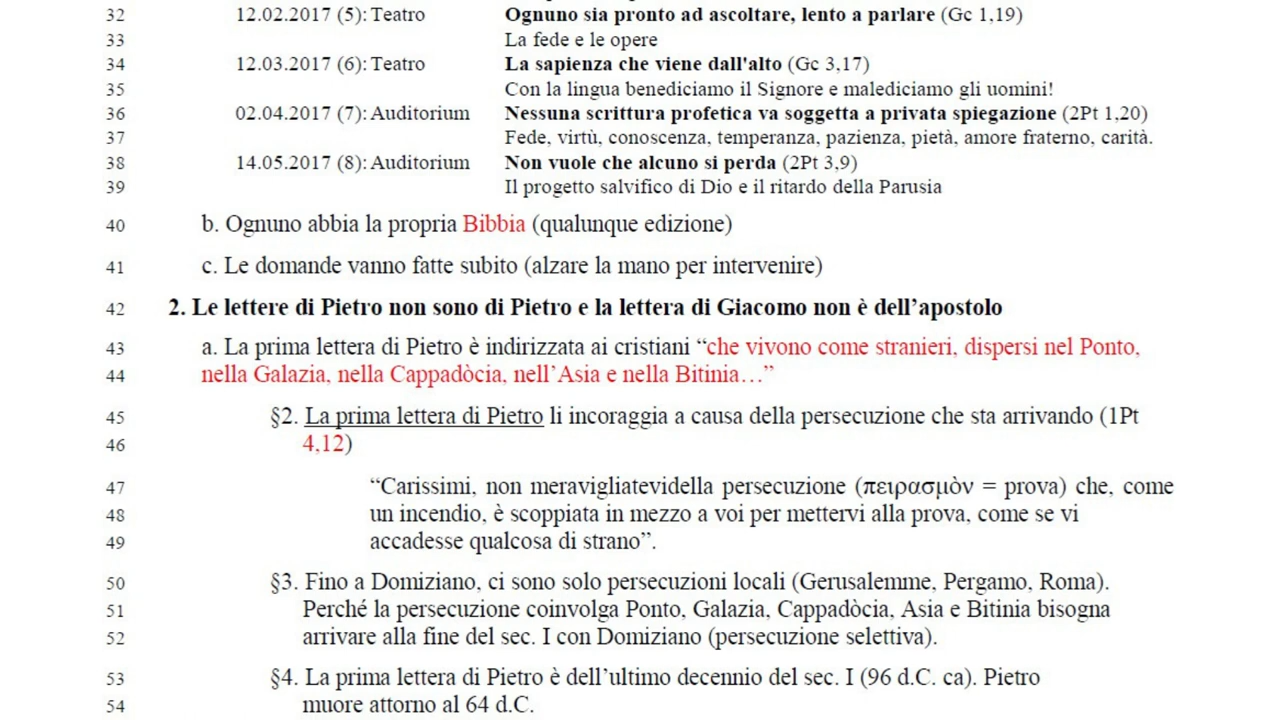 32 12.02.2017 (5): Teatro Ognuno sia pronto ad ascoltare, lento a parlare (Gc 1,19)
33 La fede e le opere
34 12.03.2017 (6): Teatro La sapienza che viene dall'alto (Gc 3,17)
35 Con la lingua benediciamo il Signore e malediciamo gli uomini!
36 02.04.2017 (7): Auditorium Nessuna scrittura profetica va soggetta a privata spiegazione (2Pt 1,20)
37 Fede, virtù, conoscenza, temperanza, pazienza, pietà, amore fraterno, carità.
38 14.05.2017 (8): Auditorium Non vuole che alcuno si perda (2Pt 3,9)
39 Il progetto salvifico di Dio e il ritardo della Parusia
40 b. Ognuno abbia la propria Bibbia (qualunque edizione)
41 c. Le domande vanno fatte subito (alzare la mano per intervenire)
42 2. Le lettere di Pietro non sono di Pietro e la lettera di Giacomo non è dell’apostolo
43 a. La prima lettera di Pietro è indirizzata ai cristiani “che vivono come stranieri, dispersi nel Ponto,
44 nella Galazia, nella Cappadòcia, nell’Asia e nella Bitinia…”
45 §2. La prima lettera di Pietro li incoraggia a causa della persecuzione che sta arrivando (1Pt
46 4,12)
47 “Carissimi, non meravigliatevidella persecuzione (πειρασμὸν = prova) che, come
48 un incendio, è scoppiata in mezzo a voi per mettervi alla prova, come se vi
49 accadesse qualcosa di strano”.
50 §3. Fino a Domiziano, ci sono solo persecuzioni locali (Gerusalemme, Pergamo, Roma).
51 Perché la persecuzione coinvolga Ponto, Galazia, Cappadòcia, Asia e Bitinia bisogna
52 arrivare alla fine del sec. I con Domiziano (persecuzione selettiva).
53 §4. La prima lettera di Pietro è dell’ultimo decennio del sec. I (96 d.C. ca). Pietro
54 muore attorno al 64 d.C.